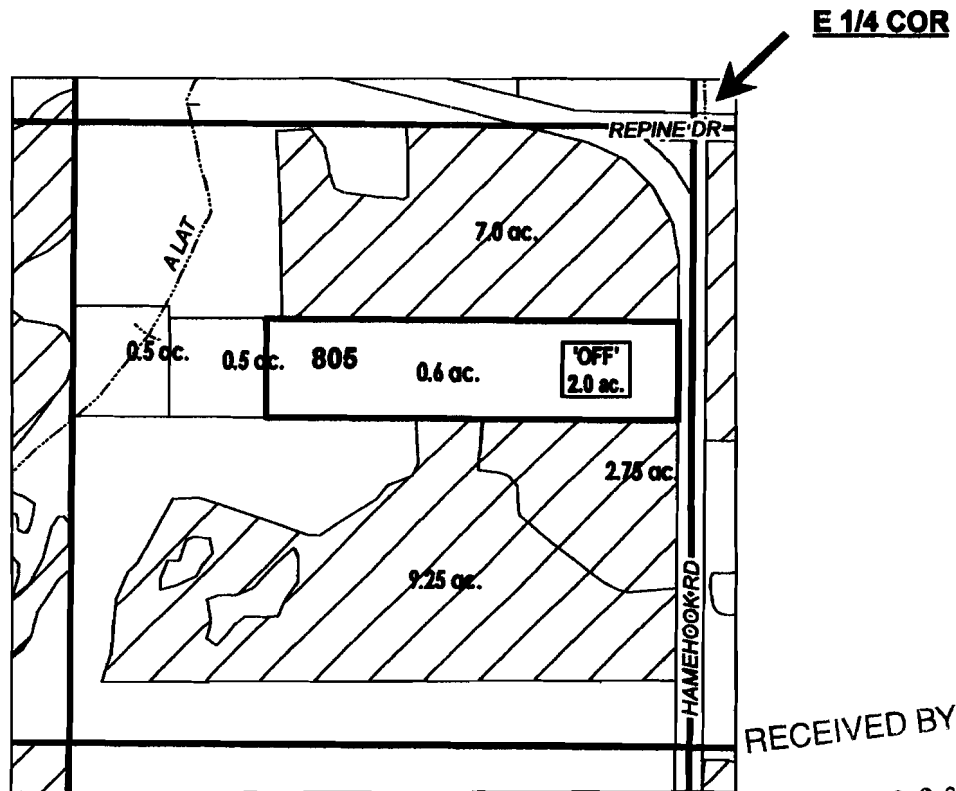 E 1/4 COR
REPINE DR
7.0 ac.
A LAT
0.5 ac.
0.5 ac.
805
0.6 ac.
'OFF'
2.0 ac.
2.75 ac.
9.25 ac.
HAMEHOOK RD
RECEIVED BY